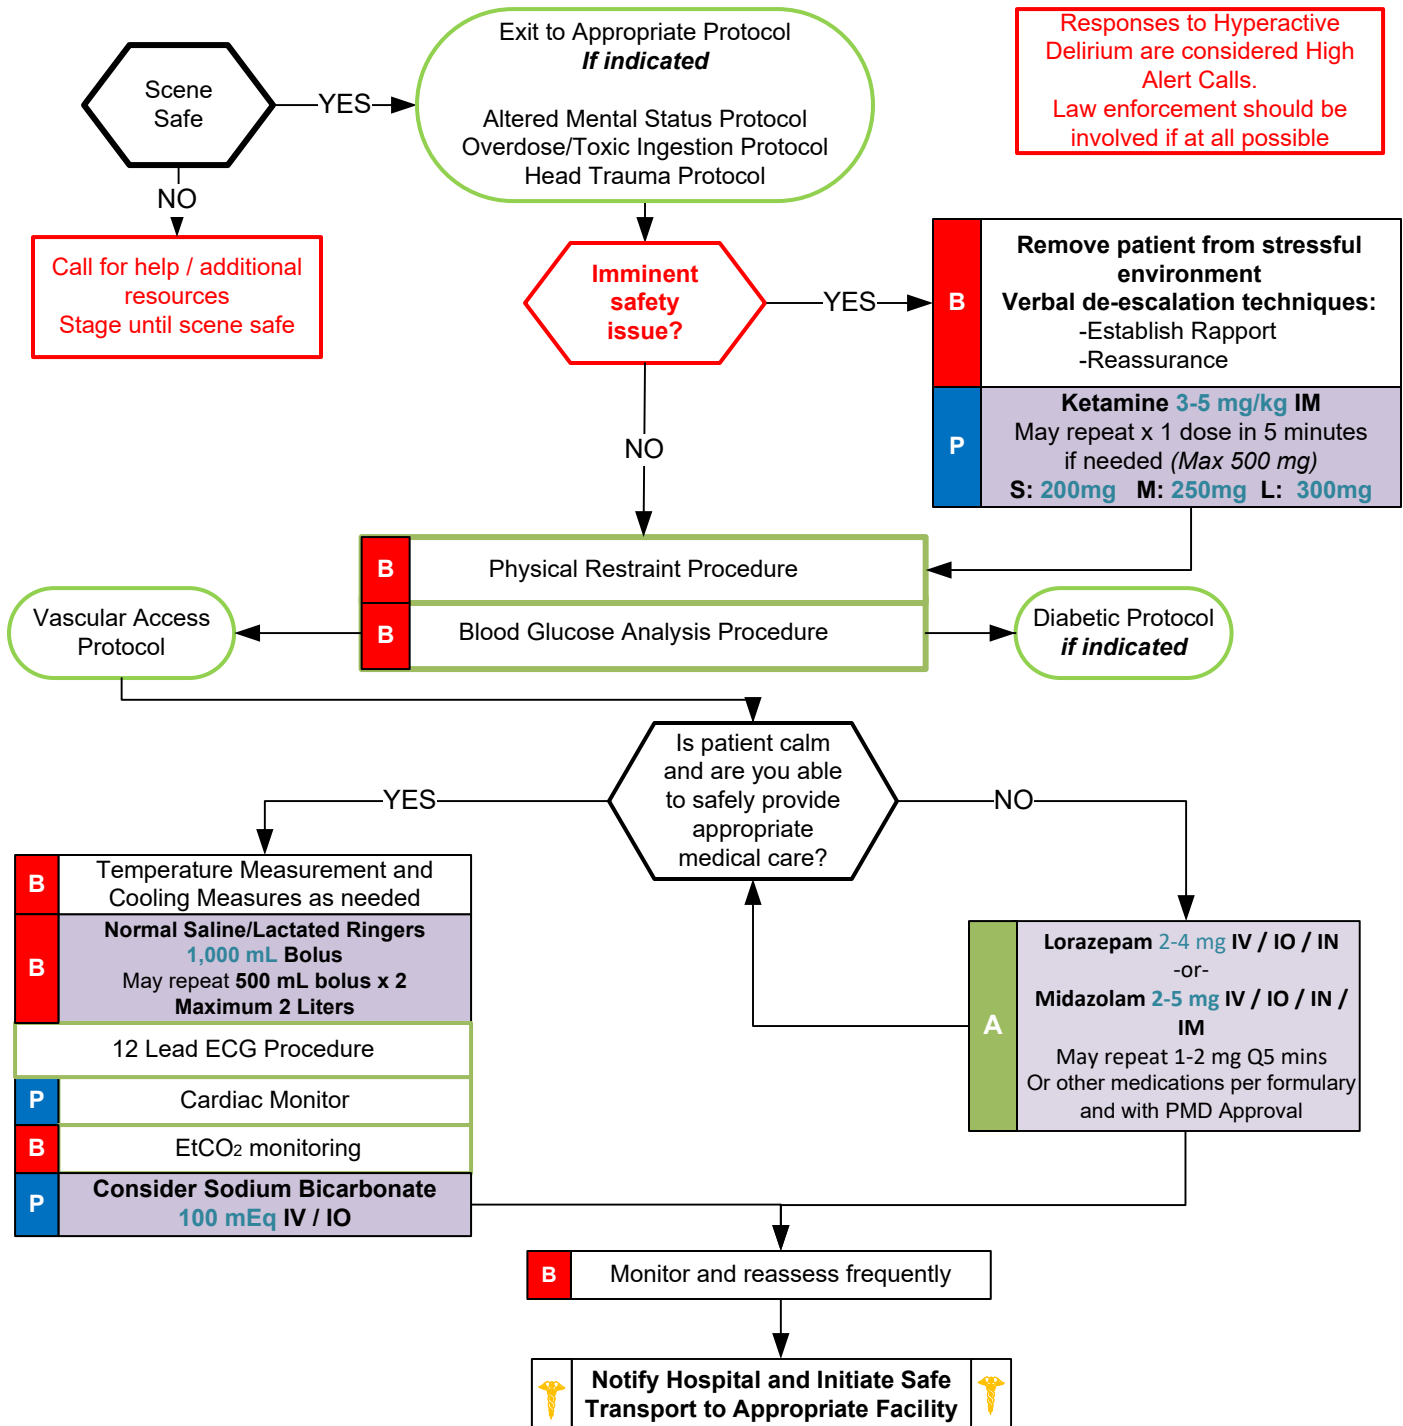 Scene
Safe
YES
NO
Call for help / additional
resources
Stage until scene safe
Exit to Appropriate Protocol
If indicated
Altered Mental Status Protocol
Overdose/Toxic Ingestion Protocol
Head Trauma Protocol
Responses to Hyperactive
Delirium are considered High
Alert Calls.
Law enforcement should be
involved if at all possible
Imminent
safety
issue?
YES
NO
B
Remove patient from stressful
environment
Verbal de-escalation techniques:
-Establish Rapport
-Reassurance
P
Ketamine 3-5 mg/kg IM
May repeat x 1 dose in 5 minutes
if needed (Max 500 mg)
S: 200mg M: 250mg L: 300mg
B
Physical Restraint Procedure
B
Blood Glucose Analysis Procedure
Vascular Access
Protocol
Diabetic Protocol
if indicated
Is patient calm
and are you able
to safely provide
appropriate
medical care?
YES
NO
B
Temperature Measurement and
Cooling Measures as needed
B
Normal Saline/Lactated Ringers
1,000 mL Bolus
May repeat 500 mL bolus x 2
Maximum 2 Liters
12 Lead ECG Procedure
P
Cardiac Monitor
B
EtCO2 monitoring
P
Consider Sodium Bicarbonate
100 mEq IV / IO
A
Lorazepam 2-4 mg IV / IO / IN
-or-
Midazolam 2-5 mg IV / IO / IN /
IM
May repeat 1-2 mg Q5 mins
Or other medications per formulary
and with PMD Approval
B
Monitor and reassess frequently
Notify Hospital and Initiate Safe
Transport to Appropriate Facility